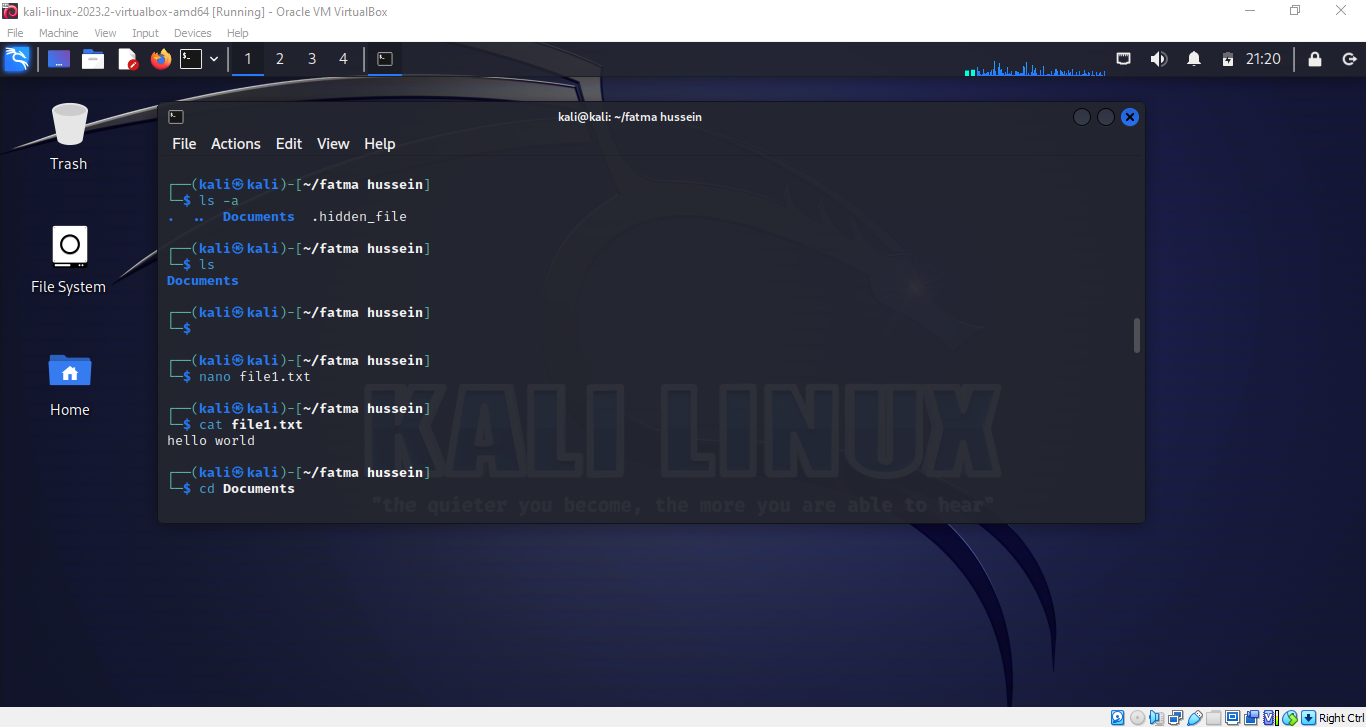 kali-linux-2023.2-virtualbox-amd64 [Running] - Oracle VM VirtualBox
File Machine View Input Devices Help
1 2 3 4 21:20
Trash
File System
Home
kali@kali: ~/fatma hussein
File Actions Edit View Help
┌──(kali㉿kali)-[~/fatma hussein]
└─$ ls -a
. .. Documents .hidden_file
┌──(kali㉿kali)-[~/fatma hussein]
└─$ ls
Documents
┌──(kali㉿kali)-[~/fatma hussein]
└─$
┌──(kali㉿kali)-[~/fatma hussein]
└─$ nano file1.txt
┌──(kali㉿kali)-[~/fatma hussein]
└─$ cat file1.txt
hello world
┌──(kali㉿kali)-[~/fatma hussein]
└─$ cd Documents
KALI LINUX
"the quieter you become, the more you are able to hear"
Right Ctrl